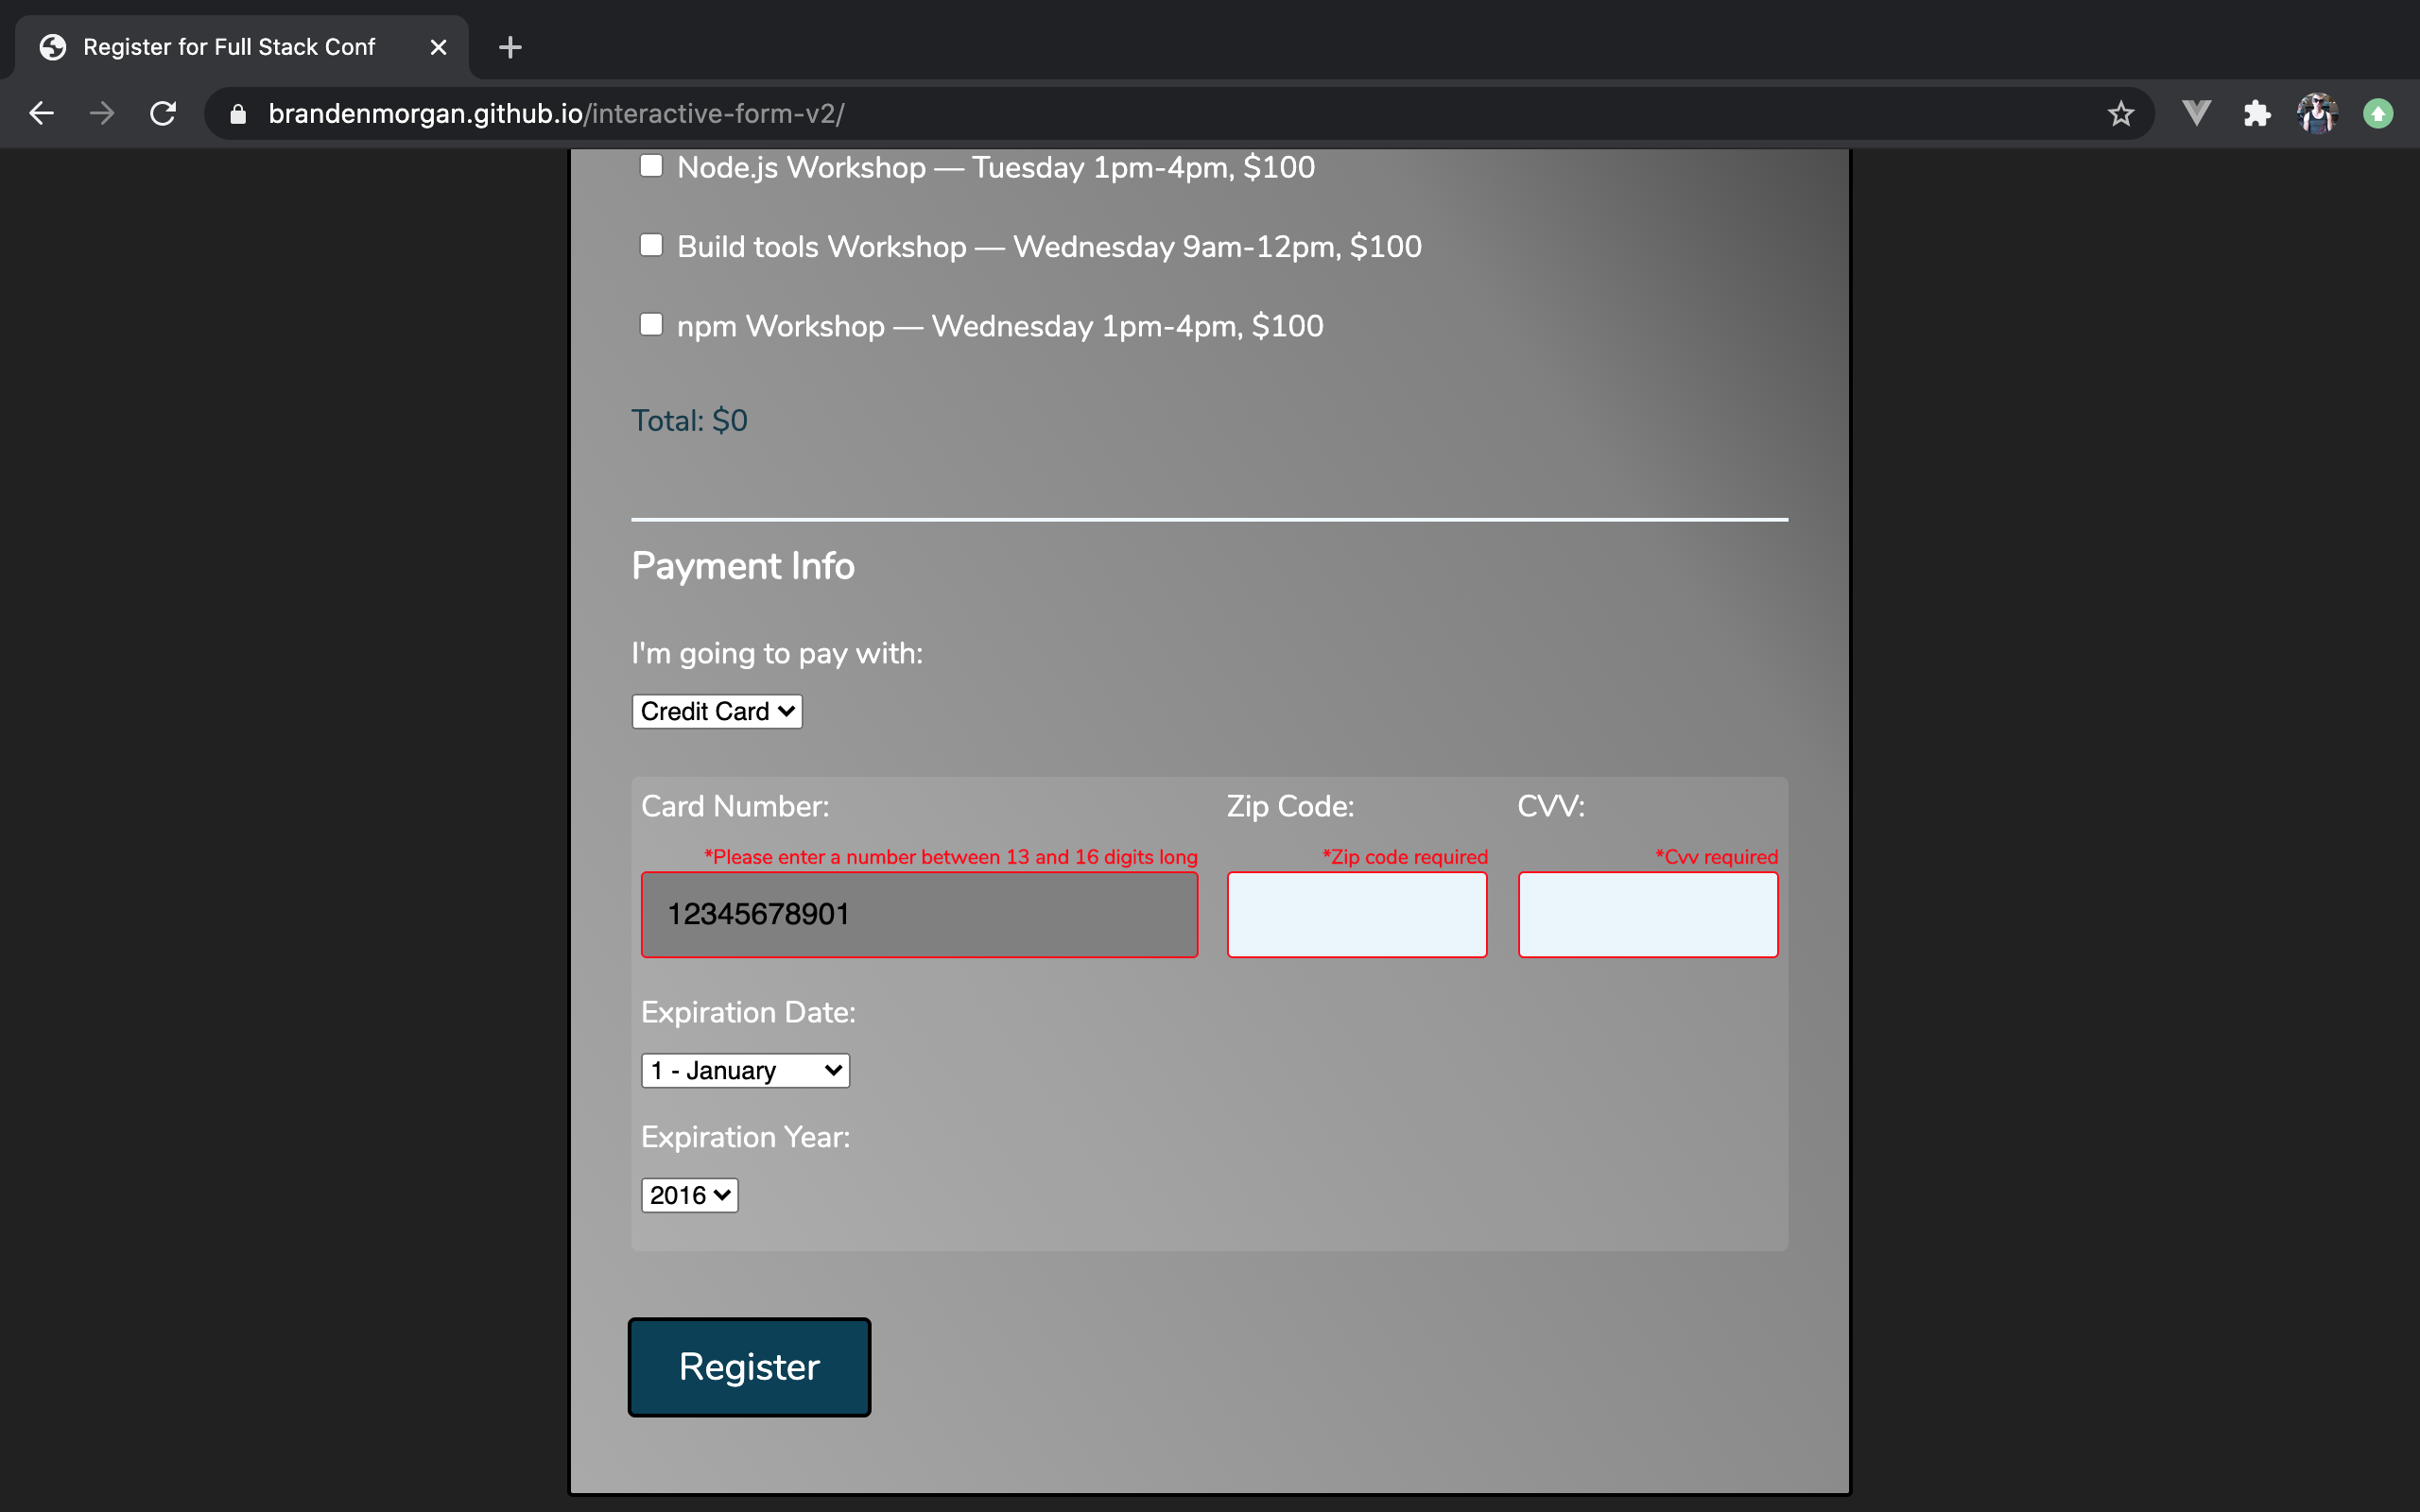 Register for Full Stack Conf
brandenmorgan.github.io/interactive-form-v2/
Node.js Workshop — Tuesday 1pm-4pm, $100
Build tools Workshop — Wednesday 9am-12pm, $100
npm Workshop — Wednesday 1pm-4pm, $100
Total: $0
Payment Info
I'm going to pay with:
Credit Card
Card Number: Zip Code: CVV:
*Please enter a number between 13 and 16 digits long *Zip code required *Cvv required
12345678901
Expiration Date:
1 - January
Expiration Year:
2016
Register